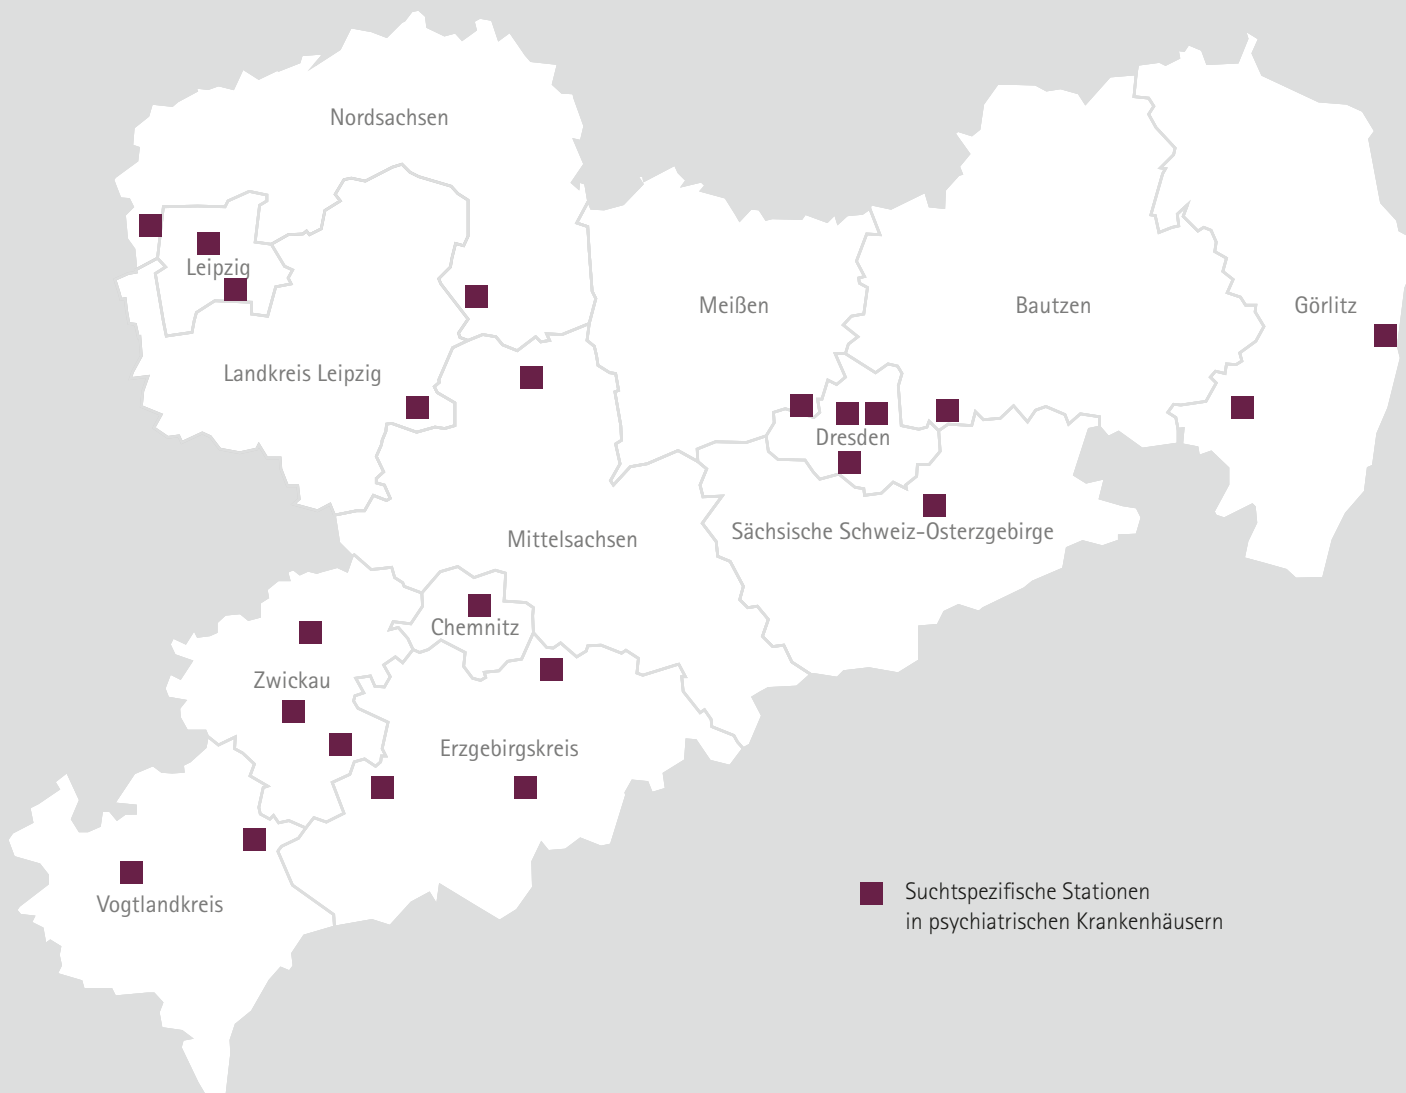 Nordsachsen
Leipzig
Meißen
Bautzen
Görlitz
Landkreis Leipzig
Dresden
Sächsische Schweiz-Osterzgebirge
Mittelsachsen
Chemnitz
Zwickau
Erzgebirgskreis
Vogtlandkreis
Suchtspezifische Stationen
in psychiatrischen Krankenhäusern